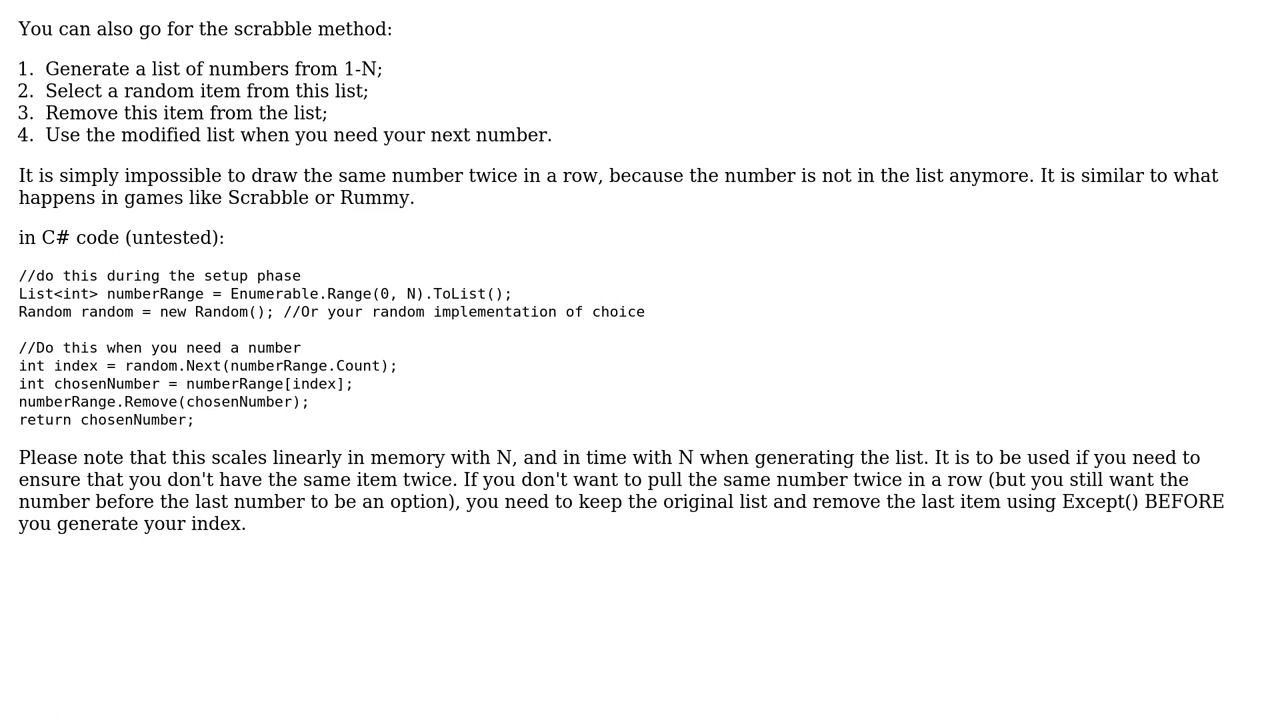 You can also go for the scrabble method:
1. Generate a list of numbers from 1-N;
2. Select a random item from this list;
3. Remove this item from the list;
4. Use the modified list when you need your next number.
It is simply impossible to draw the same number twice in a row, because the number is not in the list anymore. It is similar to what
happens in games like Scrabble or Rummy.
in C# code (untested):
//do this during the setup phase
List<int> numberRange = Enumerable.Range(0, N).ToList();
Random random = new Random(); //Or your random implementation of choice
//Do this when you need a number
int index = random.Next(numberRange.Count);
int chosenNumber = numberRange[index];
numberRange.Remove(chosenNumber);
return chosenNumber;
Please note that this scales linearly in memory with N, and in time with N when generating the list. It is to be used if you need to
ensure that you don't have the same item twice. If you don't want to pull the same number twice in a row (but you still want the
number before the last number to be an option), you need to keep the original list and remove the last item using Except() BEFORE
you generate your index.